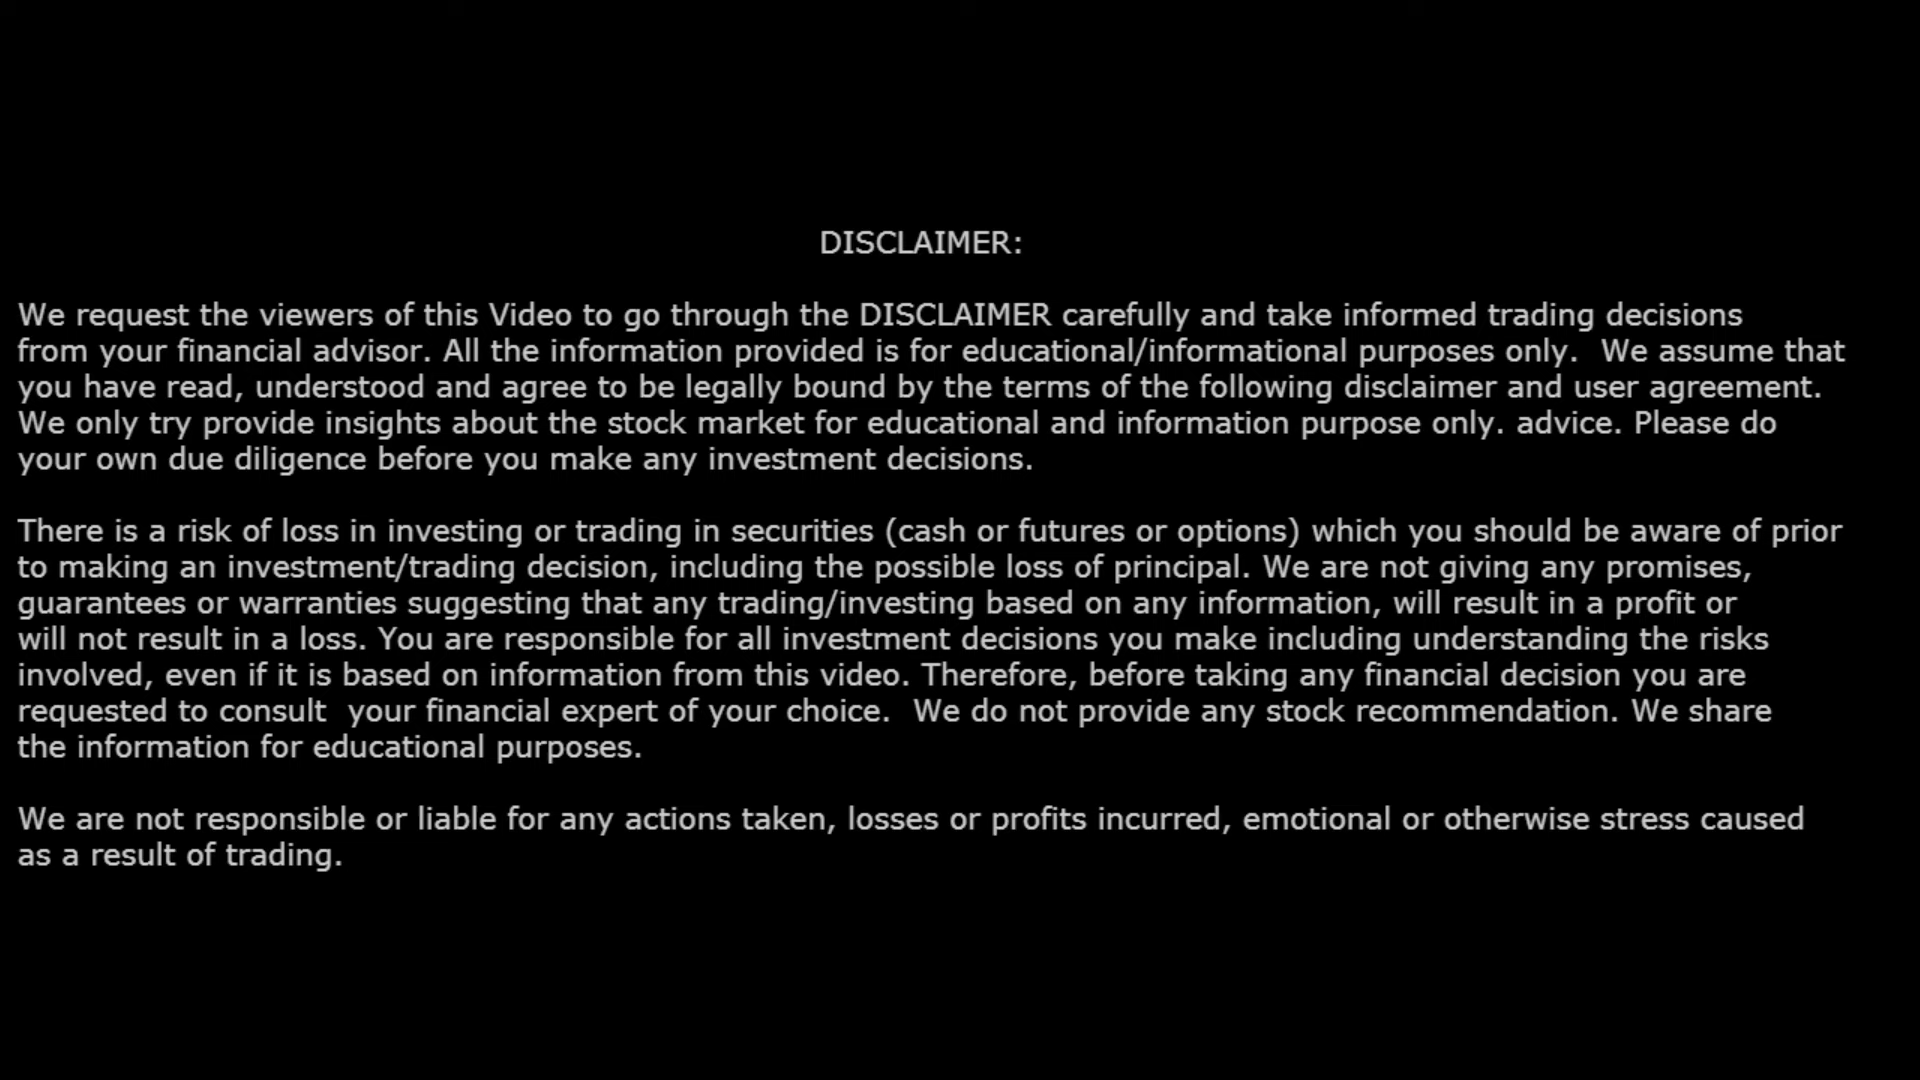 DISCLAIMER:
We request the viewers of this Video to go through the DISCLAIMER carefully and take informed trading decisions
from your financial advisor. All the information provided is for educational/informational purposes only.  We assume that
you have read, understood and agree to be legally bound by the terms of the following disclaimer and user agreement.
We only try provide insights about the stock market for educational and information purpose only. advice. Please do
your own due diligence before you make any investment decisions.
There is a risk of loss in investing or trading in securities (cash or futures or options) which you should be aware of prior
to making an investment/trading decision, including the possible loss of principal. We are not giving any promises,
guarantees or warranties suggesting that any trading/investing based on any information, will result in a profit or
will not result in a loss. You are responsible for all investment decisions you make including understanding the risks
involved, even if it is based on information from this video. Therefore, before taking any financial decision you are
requested to consult  your financial expert of your choice.  We do not provide any stock recommendation. We share
the information for educational purposes.
We are not responsible or liable for any actions taken, losses or profits incurred, emotional or otherwise stress caused
as a result of trading.